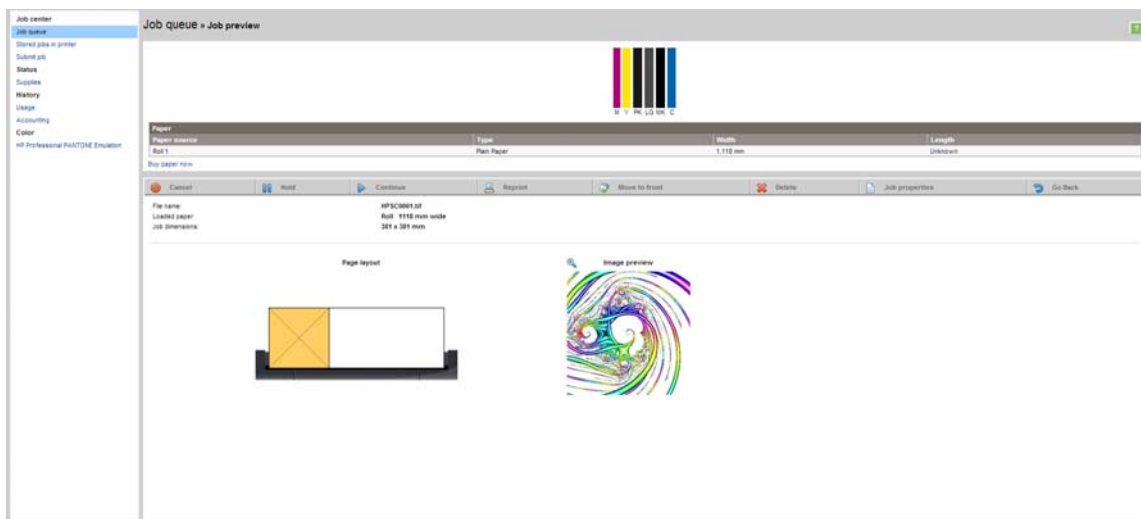 Job center
Job queue
Stored jobs in printer
Submit job
Status
Supplies
History
Usage
Accounting
Color
HP Professional PANTONE Emulation
Job queue » Job preview
?
M Y PK LG MK C
Paper
Paper source Type Width Length
Roll 1 Plain Paper 1,118 mm Unknown
Buy paper now
Cancel Hold Continue Reprint Move to front Delete Job properties Go Back
File name: HPSC0001.tif
Loaded paper: Roll 1118 mm wide
Job dimensions: 381 x 381 mm
Page layout Image preview